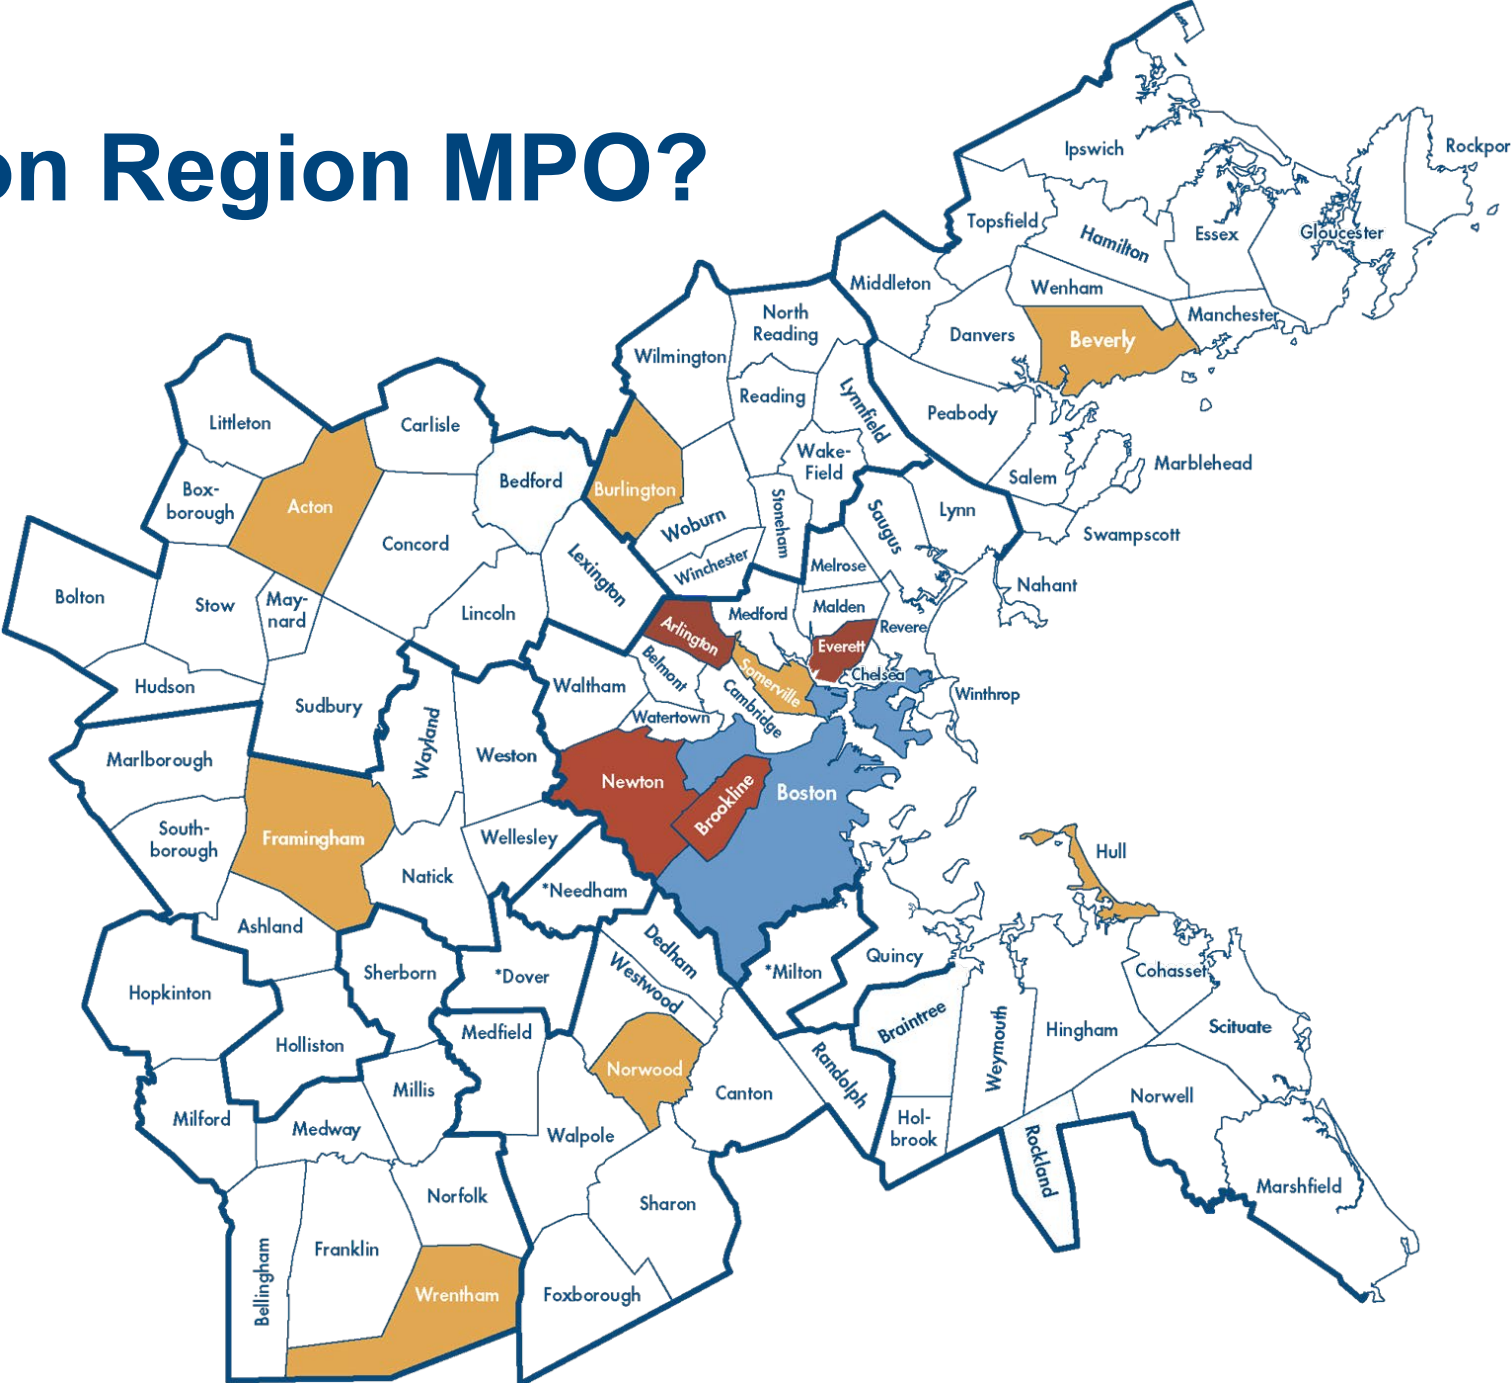 on Region MPO?
Ipswich
Rockpor
Topsfield
Hamilton
Essex
Gloucester
Middleton
Wenham
Manchester
North
Reading
Danvers
Beverly
Wilmington
Reading
Lynnfield
Peabody
Littleton
Carlisle
Wake-
Field
Marblehead
Salem
Bedford
Burlington
Box-
borough
Acton
Woburn
Stoneham
Saugus
Lynn
Swampscott
Concord
Lexington
Winchester
Melrose
Nahant
Bolton
Stow
May-
nard
Lincoln
Medford
Malden
Revere
Arlington
Everett
Chelsea
Belmont
Somerville
Hudson
Waltham
Winthrop
Sudbury
Cambridge
Watertown
Wayland
Weston
Marlborough
Newton
Brookline
Boston
South-
borough
Framingham
Wellesley
Hull
Natick
*Needham
Ashland
Dedham
Quincy
Sherborn
*Dover
Westwood
*Milton
Cohasset
Hopkinton
Medfield
Braintree
Weymouth
Hingham
Scituate
Holliston
Norwood
Randolph
Millis
Canton
Norwell
Milford
Medway
Walpole
Hol-
brook
Rockland
Norfolk
Sharon
Marshfield
Bellingham
Franklin
Wrentham
Foxborough